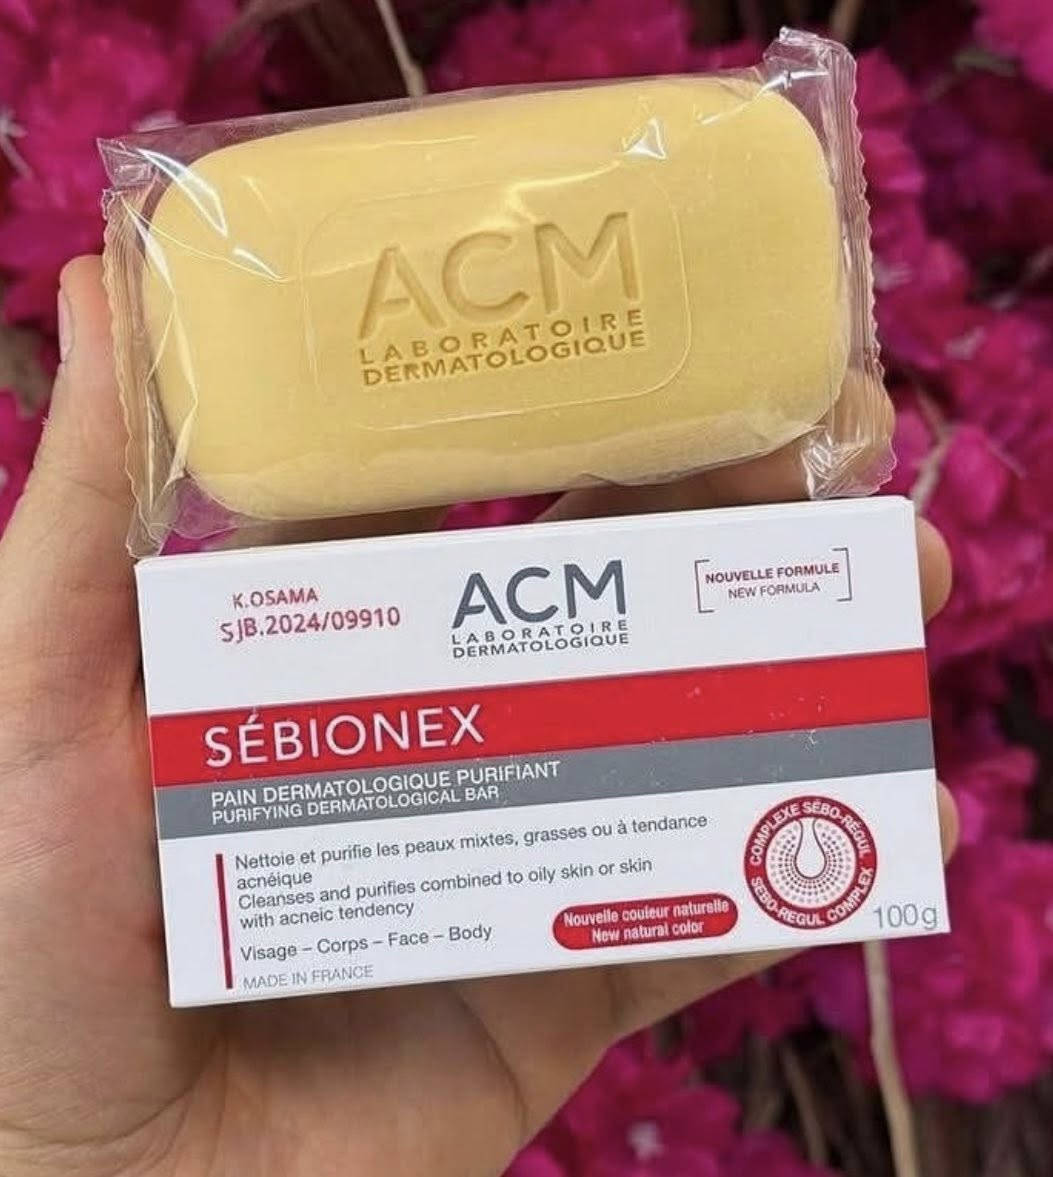 ACM
LABORATOIRE
DERMATOLOGIQUE
K.OSAMA
SJB.2024/09910
ACM
LABORATOIRE
DERMATOLOGIQUE
NOUVELLE FORMULE
NEW FORMULA
SÉBIONEX
PAIN DERMATOLOGIQUE PURIFIANT
PURIFYING DERMATOLOGICAL BAR
Nettoie et purifie les peaux mixtes, grasses ou à tendance
acnéique
Cleanses and purifies combined to oily skin or skin
with acneic tendency
Visage – Corps – Face – Body
MADE IN FRANCE
Nouvelle couleur naturelle
New natural color
COMPLEXE SÉBO-RÉGUL
SEBO-REGUL COMPLEX
100g